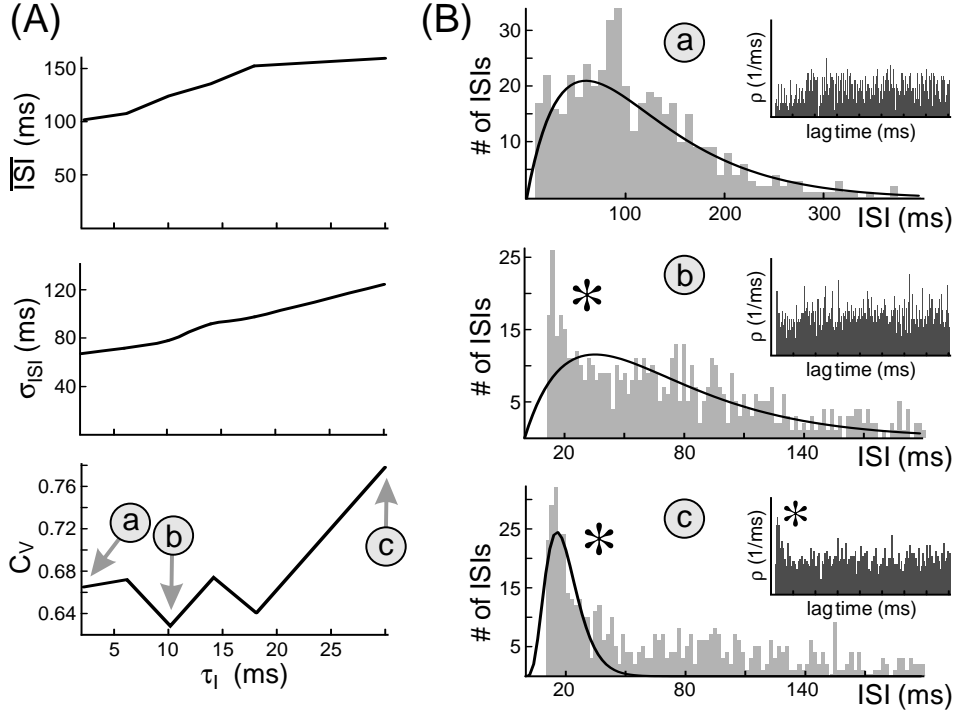 (A)
150
100
50
ISI (ms)
120
80
40
σISI (ms)
0.76
0.72
0.68
0.64
CV
a
b
c
5
10
15
20
25
30
τI (ms)
(B)
30
20
10
# of ISIs
a
100
200
300
ISI (ms)
ρ (1/ms)
lag time (ms)
25
15
5
# of ISIs
*
b
20
80
140
ISI (ms)
ρ (1/ms)
lag time (ms)
25
15
5
# of ISIs
*
c
20
80
140
ISI (ms)
*
ρ (1/ms)
lag time (ms)